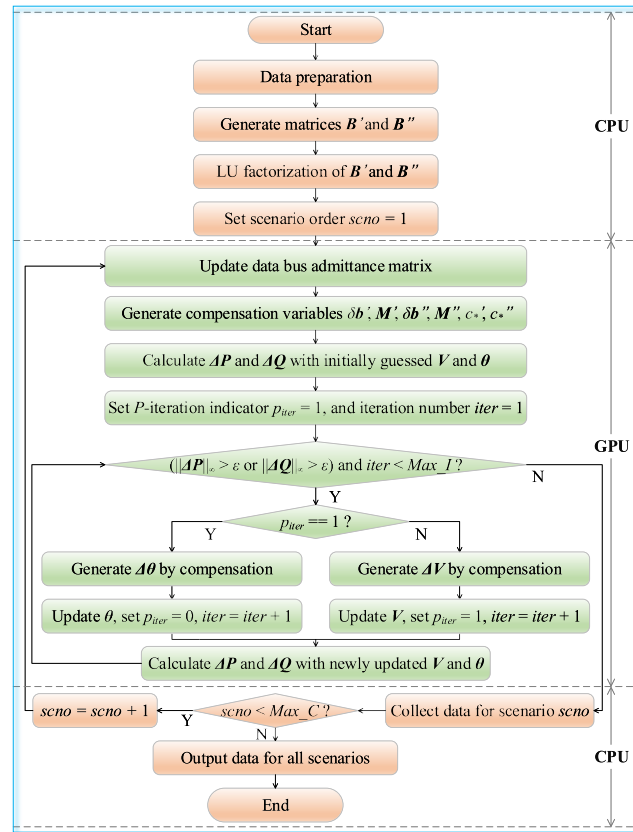 Start
Data preparation
Generate matrices B′and B″
CPU
LU factorization of B′and B″
Set scenario order scno = 1
Update data bus admittance matrix
Generate compensation variables δb′, M′, δb″, M″, c*′, c*″
Calculate ΔP and ΔQ with initially guessed V and θ
Set P-iteration indicator p_iter = 1, and iteration number iter = 1
GPU
(||ΔP||∞ > ε or ||ΔQ||∞ > ε) and iter < Max_I ?
N
Y
p_iter == 1 ?
Y
N
Generate Δθ by compensation
Generate ΔV by compensation
Update θ, set p_iter = 0, iter = iter + 1
Update V, set p_iter = 1, iter = iter + 1
Calculate ΔP and ΔQ with newly updated V and θ
scno = scno + 1
Y
scno < Max_C ?
Collect data for scenario scno
N
Output data for all scenarios
CPU
End